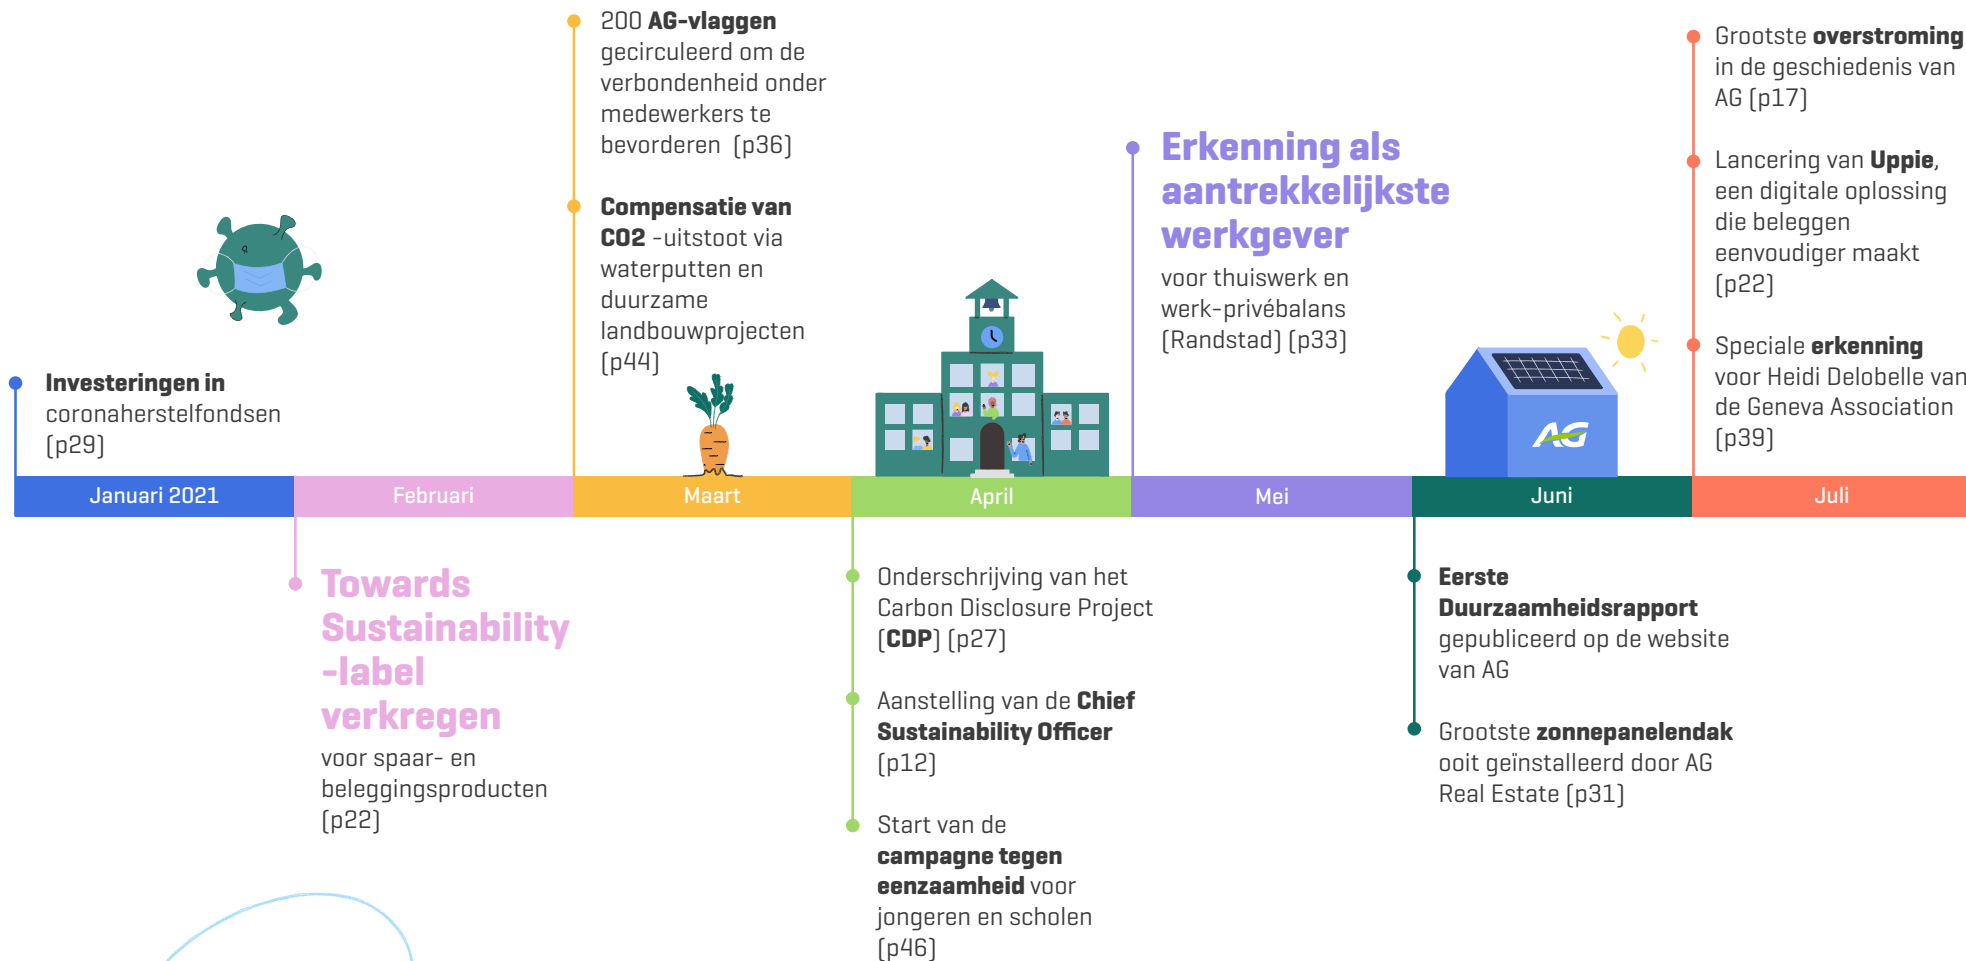 Investeringen in
coronaherstelfondsen
(p29)
Januari 2021
Februari
Towards
Sustainability
-label
verkregen
voor spaar- en
beleggingsproducten
(p22)
200 AG-vlaggen
gecirculeerd om de
verbondenheid onder
medewerkers te
bevorderen (p36)
Compensatie van
CO2 -uitstoot via
waterputten en
duurzame
landbouwprojecten
(p44)
Maart
April
Onderschrijving van het
Carbon Disclosure Project
(CDP) (p27)
Aanstelling van de Chief
Sustainability Officer
(p12)
Start van de
campagne tegen
eenzaamheid voor
jongeren en scholen
(p46)
Erkenning als
aantrekkelijkste
werkgever
voor thuiswerk en
werk-privébalans
(Randstad) (p33)
Mei
AG
Juni
Eerste
Duurzaamheidsrapport
gepubliceerd op de website
van AG
Grootste zonnepanelendak
ooit geïnstalleerd door AG
Real Estate (p31)
Grootste overstroming
in de geschiedenis van
AG (p17)
Lancering van Uppie,
een digitale oplossing
die beleggen
eenvoudiger maakt
(p22)
Speciale erkenning
voor Heidi Delobelle van
de Geneva Association
(p39)
Juli